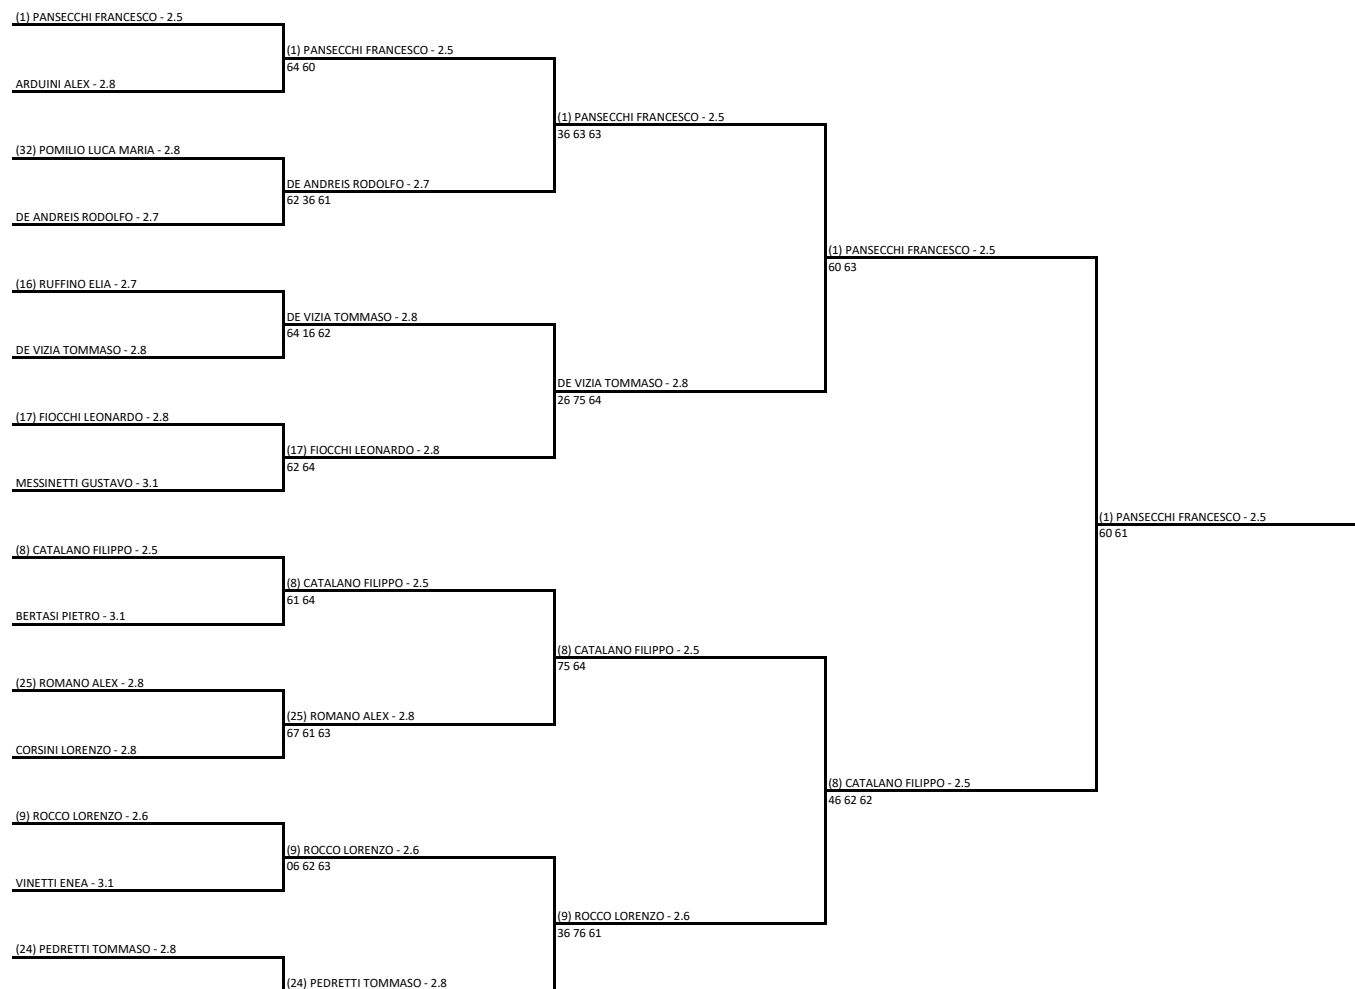 (1) PANSECCHI FRANCESCO - 2.5
(1) PANSECCHI FRANCESCO - 2.5
64 60
ARDUINI ALEX - 2.8
(1) PANSECCHI FRANCESCO - 2.5
36 63 63
(32) POMILIO LUCA MARIA - 2.8
DE ANDREIS RODOLFO - 2.7
62 36 61
DE ANDREIS RODOLFO - 2.7
(1) PANSECCHI FRANCESCO - 2.5
60 63
(16) RUFFINO ELIA - 2.7
DE VIZIA TOMMASO - 2.8
64 16 62
DE VIZIA TOMMASO - 2.8
DE VIZIA TOMMASO - 2.8
26 75 64
(17) FIOCCHI LEONARDO - 2.8
(17) FIOCCHI LEONARDO - 2.8
62 64
MESSINETTI GUSTAVO - 3.1
(1) PANSECCHI FRANCESCO - 2.5
60 61
(8) CATALANO FILIPPO - 2.5
(8) CATALANO FILIPPO - 2.5
61 64
BERTASI PIETRO - 3.1
(8) CATALANO FILIPPO - 2.5
75 64
(25) ROMANO ALEX - 2.8
(25) ROMANO ALEX - 2.8
67 61 63
CORSINI LORENZO - 2.8
(8) CATALANO FILIPPO - 2.5
46 62 62
(9) ROCCO LORENZO - 2.6
(9) ROCCO LORENZO - 2.6
06 62 63
VINETTI ENEA - 3.1
(9) ROCCO LORENZO - 2.6
36 76 61
(24) PEDRETTI TOMMASO - 2.8
(24) PEDRETTI TOMMASO - 2.8